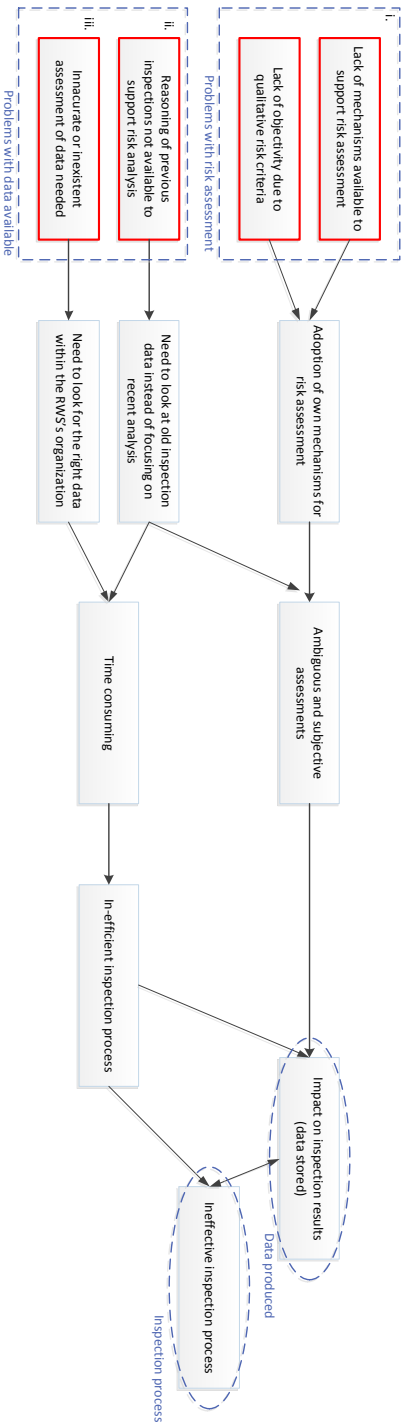 i.
Lack of mechanisms available to
support risk assessment
Lack of objectivity due to
qualitative risk criteria
Problems with risk assessment
ii.
Reasoning of previous
inspections not available to
support risk analysis
iii.
Innacurate or inexistent
assessment of data needed
Problems with data available
Adoption of own mechanisms for
risk assessment
Need to look at old inspection
data instead of focusing on
recent analysis
Need to look for the right data
within the RWS's organization
Ambiguous and subjective
assessments
Time consuming
In-efficient inspection process
Impact on inspection results
(data stored)
Data produced
Ineffective inspection process
Inspection process